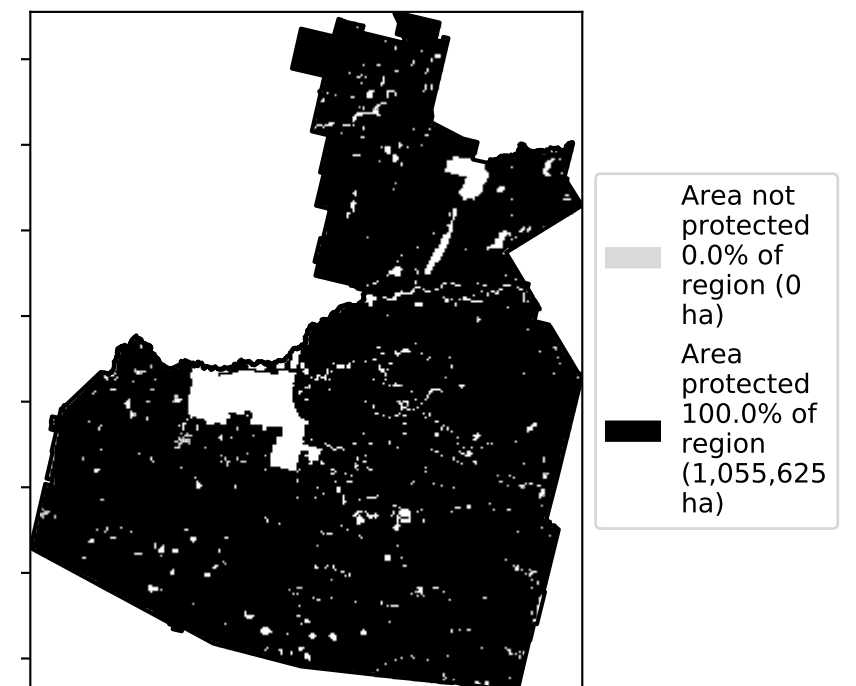 Area not
protected
0.0% of
region (0
ha)
Area
protected
100.0% of
region
(1,055,625
ha)